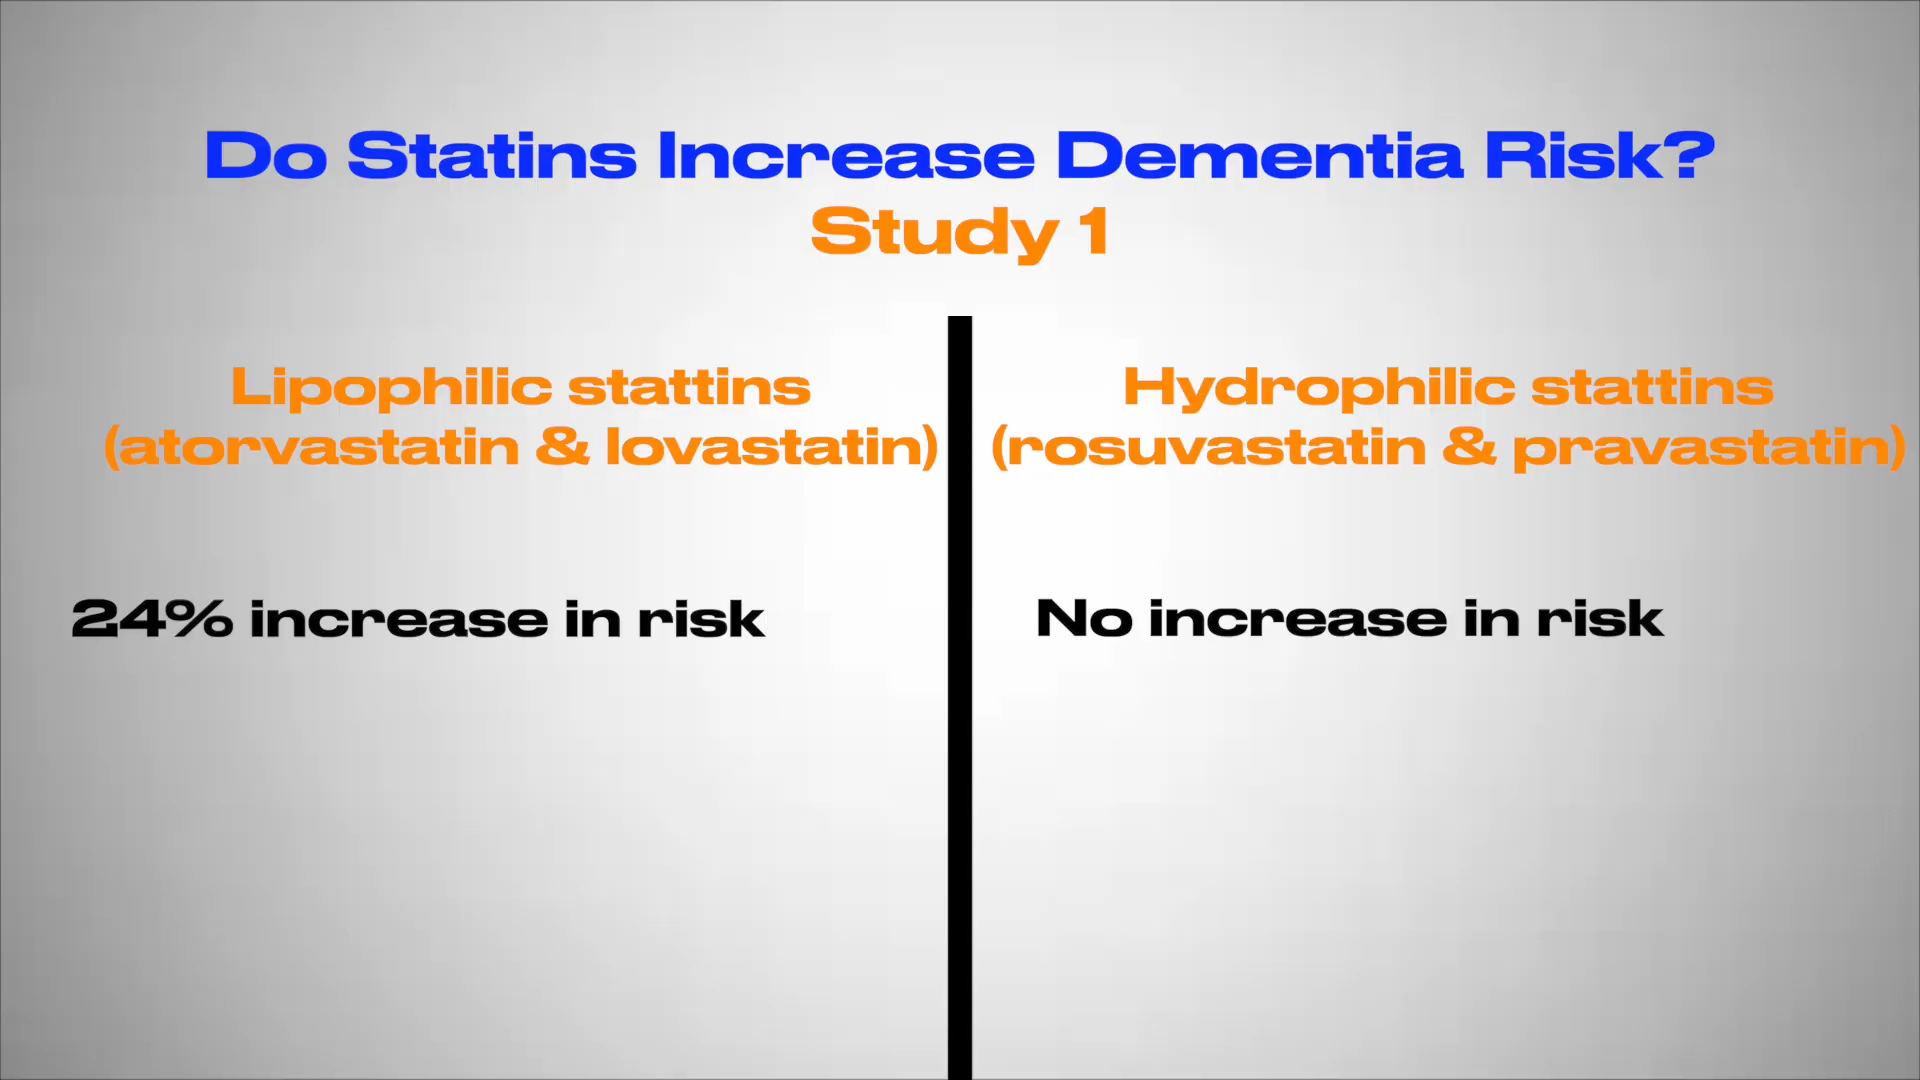 Do Statins Increase Dementia Risk?
Study 1
Lipophilic stattins
(atorvastatin & lovastatin)
24% increase in risk
Hydrophilic stattins
(rosuvastatin & pravastatin)
No increase in risk